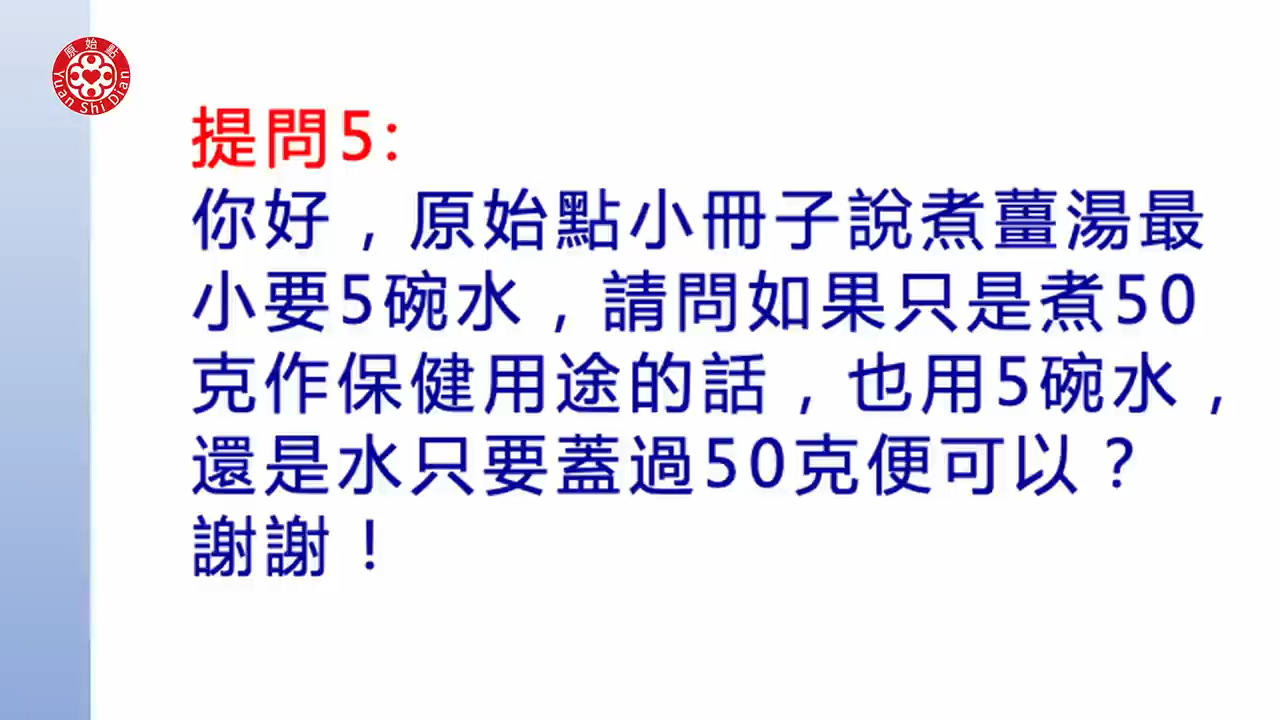 原始點
Yuan Shi Dian
提問5:
你好，原始點小冊子說煮薑湯最
小要5碗水，請問如果只是煮50
克作保健用途的話，也用5碗水，
還是水只要蓋過50克便可以？
謝謝！